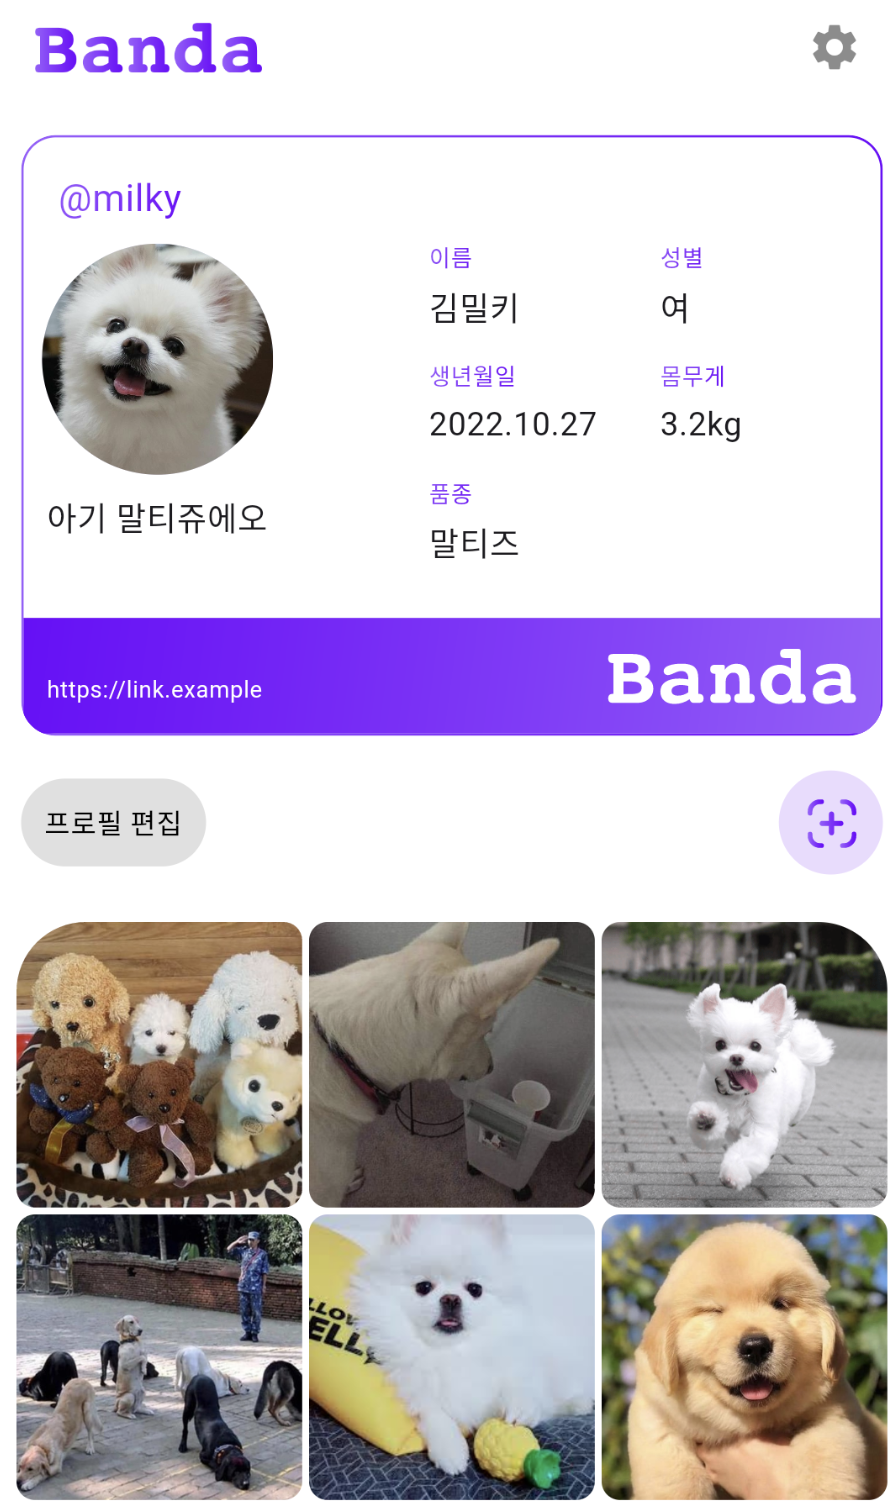 Banda
@milky
이름
성별
김밀키
여
생년월일
몸무게
2022.10.27
3.2kg
아기 말티쥬에오
품종
말티즈
https://link.example
Banda
프로필 편집
ELL